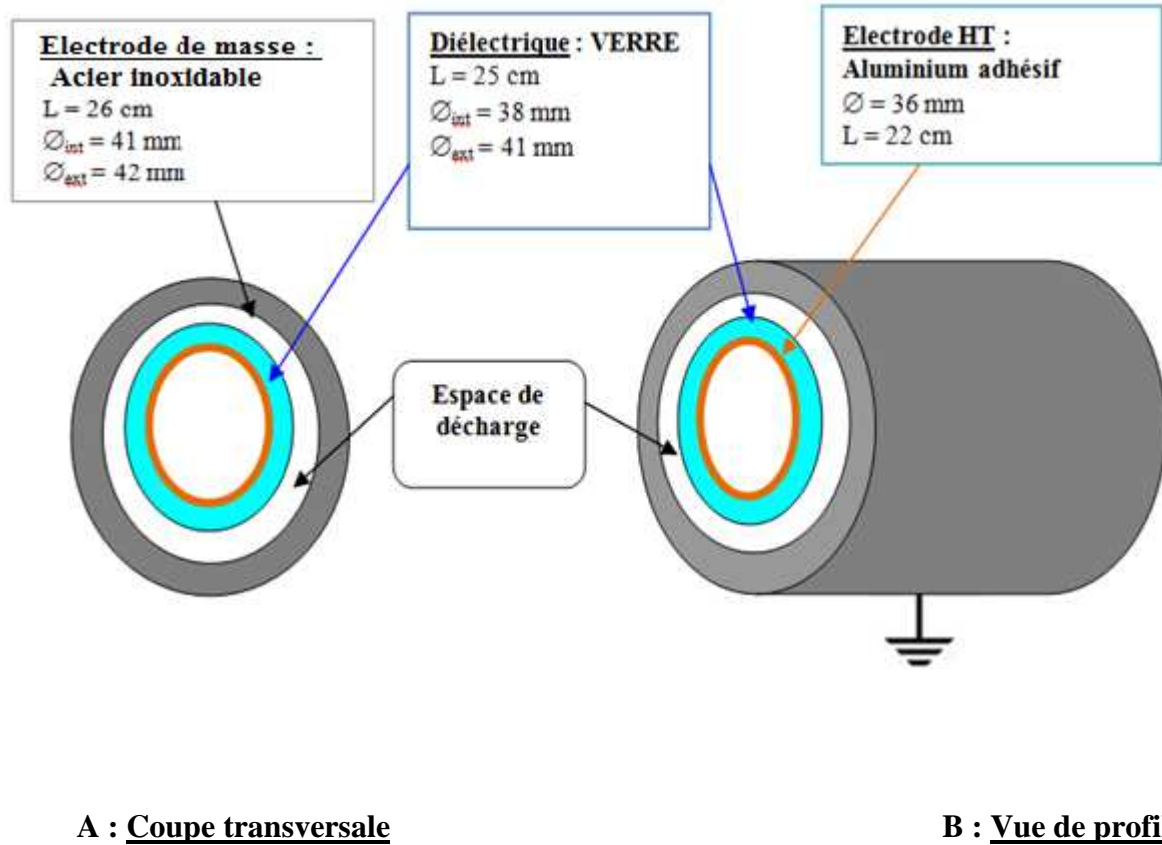 Electrode de masse :
Acier inoxidable
L = 26 cm
∅int = 41 mm
∅ext = 42 mm
Diélectrique : VERRE
L = 25 cm
∅int = 38 mm
∅ext = 41 mm
Electrode HT :
Aluminium adhésif
∅ = 36 mm
L = 22 cm
Espace de
décharge
A : Coupe transversale
B : Vue de profi